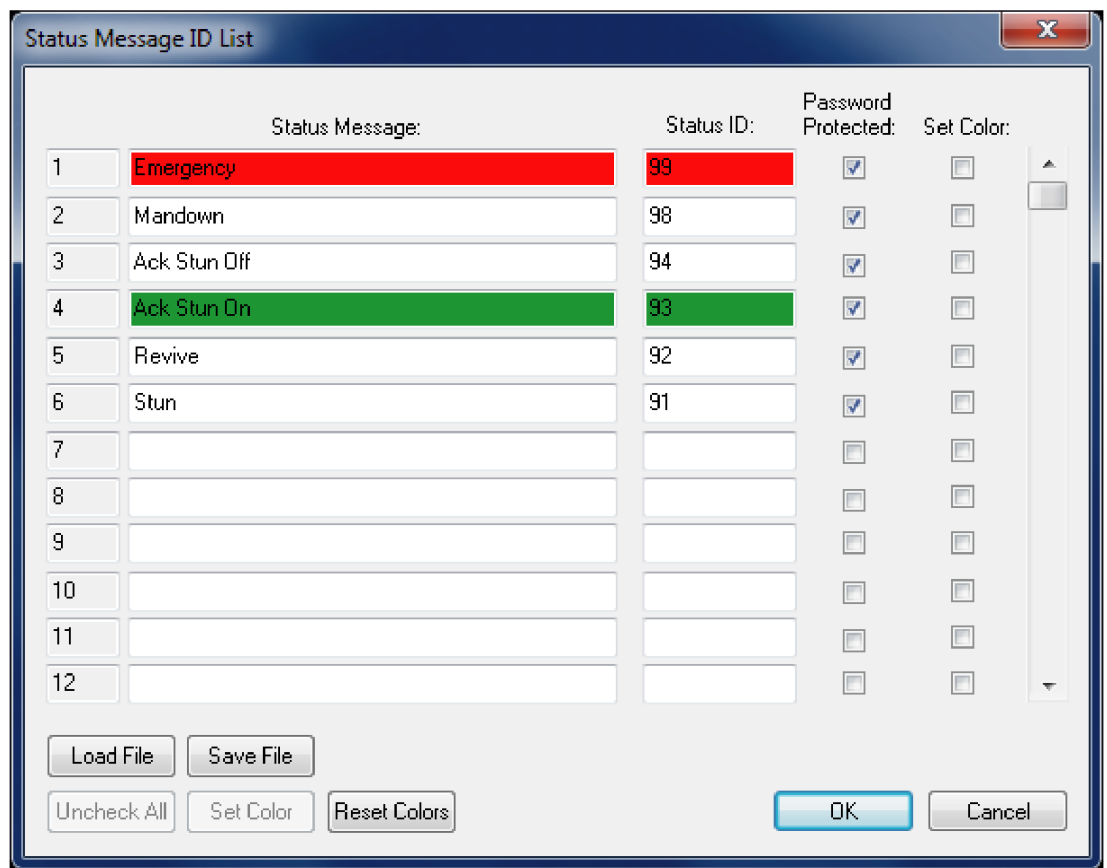 Status Message ID List
Password
Status Message: Status ID: Protected: Set Color:
1 Emergency 99
2 Mandown 98
3 Ack Stun Off 94
4 Ack Stun On 93
5 Revive 92
6 Stun 91
7
8
9
10
11
12
Load File Save File
Uncheck All Set Color Reset Colors OK Cancel